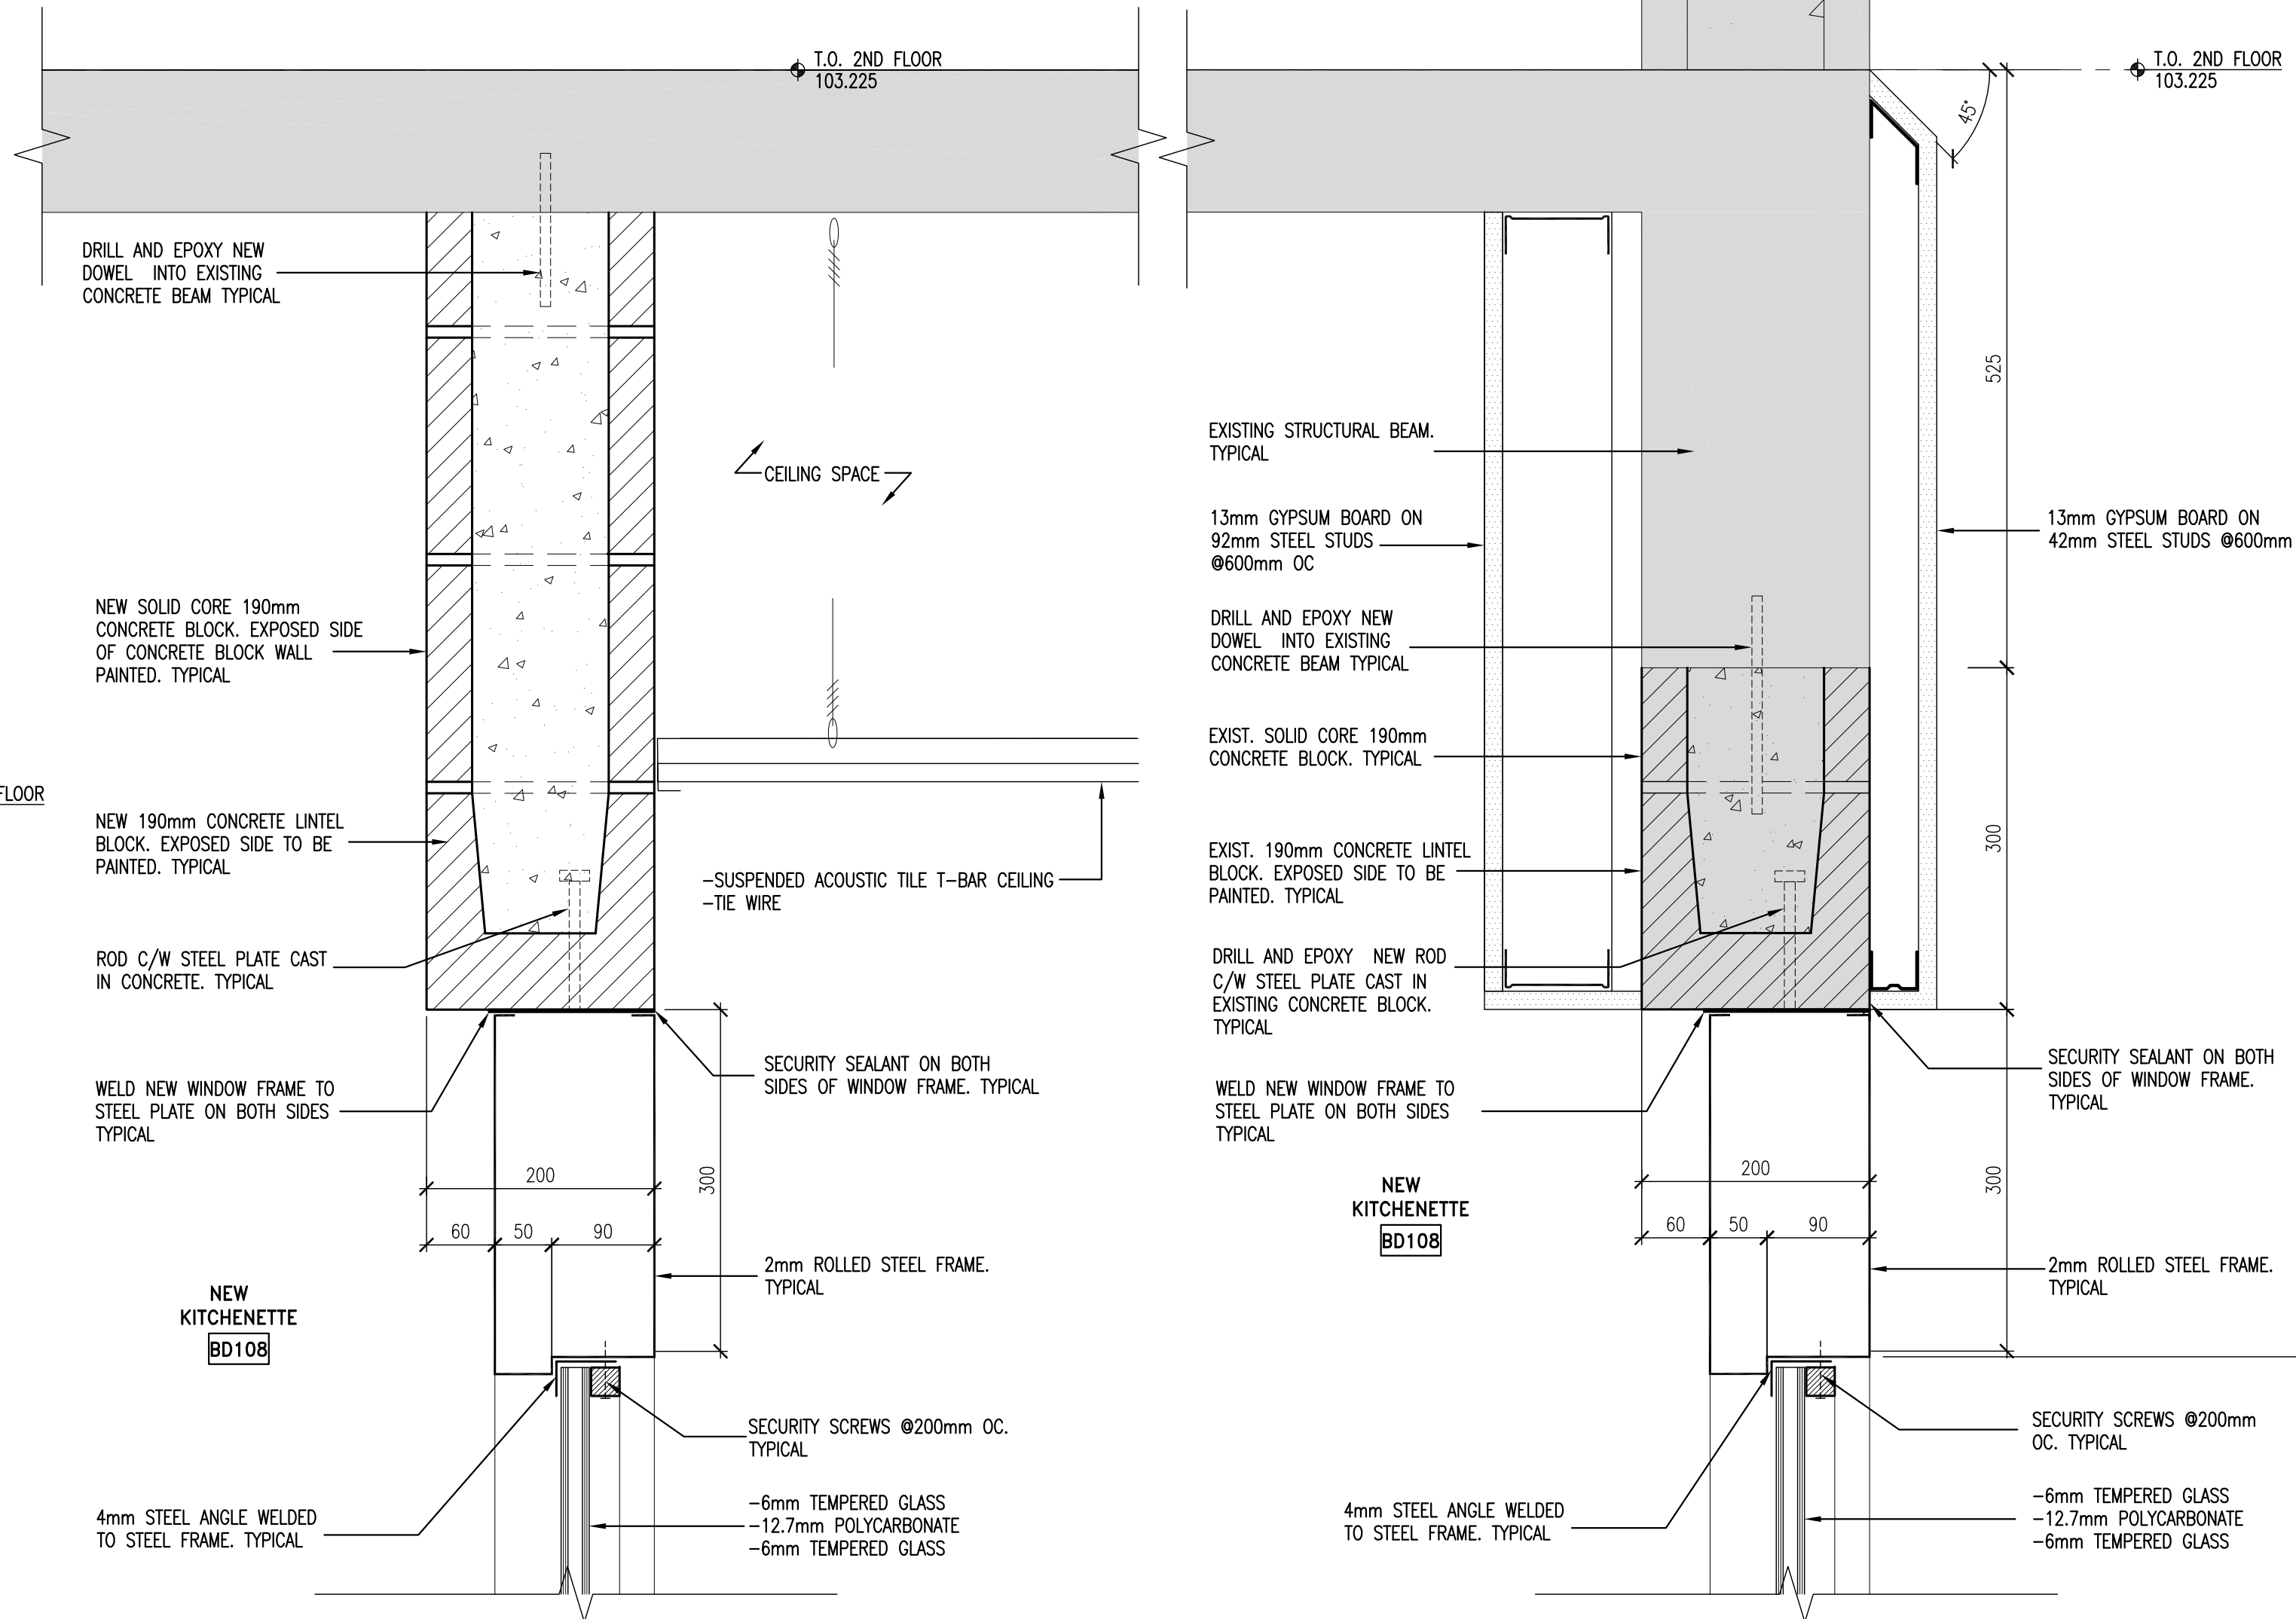 T.O. 2ND FLOOR
103.225
DRILL AND EPOXY NEW
DOWEL INTO EXISTING
CONCRETE BEAM TYPICAL
CEILING SPACE
NEW SOLID CORE 190mm
CONCRETE BLOCK. EXPOSED SIDE
OF CONCRETE BLOCK WALL
PAINTED. TYPICAL
FLOOR
NEW 190mm CONCRETE LINTEL
BLOCK. EXPOSED SIDE TO BE
PAINTED. TYPICAL
-SUSPENDED ACOUSTIC TILE T-BAR CEILING
-TIE WIRE
ROD C/W STEEL PLATE CAST
IN CONCRETE. TYPICAL
SECURITY SEALANT ON BOTH
SIDES OF WINDOW FRAME. TYPICAL
WELD NEW WINDOW FRAME TO
STEEL PLATE ON BOTH SIDES
TYPICAL
200
300
60
50
90
2mm ROLLED STEEL FRAME.
TYPICAL
NEW
KITCHENETTE
BD108
SECURITY SCREWS @200mm OC.
TYPICAL
4mm STEEL ANGLE WELDED
TO STEEL FRAME. TYPICAL
-6mm TEMPERED GLASS
-12.7mm POLYCARBONATE
-6mm TEMPERED GLASS
T.O. 2ND FLOOR
103.225
45°
525
EXISTING STRUCTURAL BEAM.
TYPICAL
13mm GYPSUM BOARD ON
92mm STEEL STUDS
@600mm OC
13mm GYPSUM BOARD ON
42mm STEEL STUDS @600mm
DRILL AND EPOXY NEW
DOWEL INTO EXISTING
CONCRETE BEAM TYPICAL
EXIST. SOLID CORE 190mm
CONCRETE BLOCK. TYPICAL
300
EXIST. 190mm CONCRETE LINTEL
BLOCK. EXPOSED SIDE TO BE
PAINTED. TYPICAL
DRILL AND EPOXY NEW ROD
C/W STEEL PLATE CAST IN
EXISTING CONCRETE BLOCK.
TYPICAL
SECURITY SEALANT ON BOTH
SIDES OF WINDOW FRAME.
TYPICAL
WELD NEW WINDOW FRAME TO
STEEL PLATE ON BOTH SIDES
TYPICAL
200
300
NEW
KITCHENETTE
BD108
60
50
90
2mm ROLLED STEEL FRAME.
TYPICAL
SECURITY SCREWS @200mm
OC. TYPICAL
4mm STEEL ANGLE WELDED
TO STEEL FRAME. TYPICAL
-6mm TEMPERED GLASS
-12.7mm POLYCARBONATE
-6mm TEMPERED GLASS